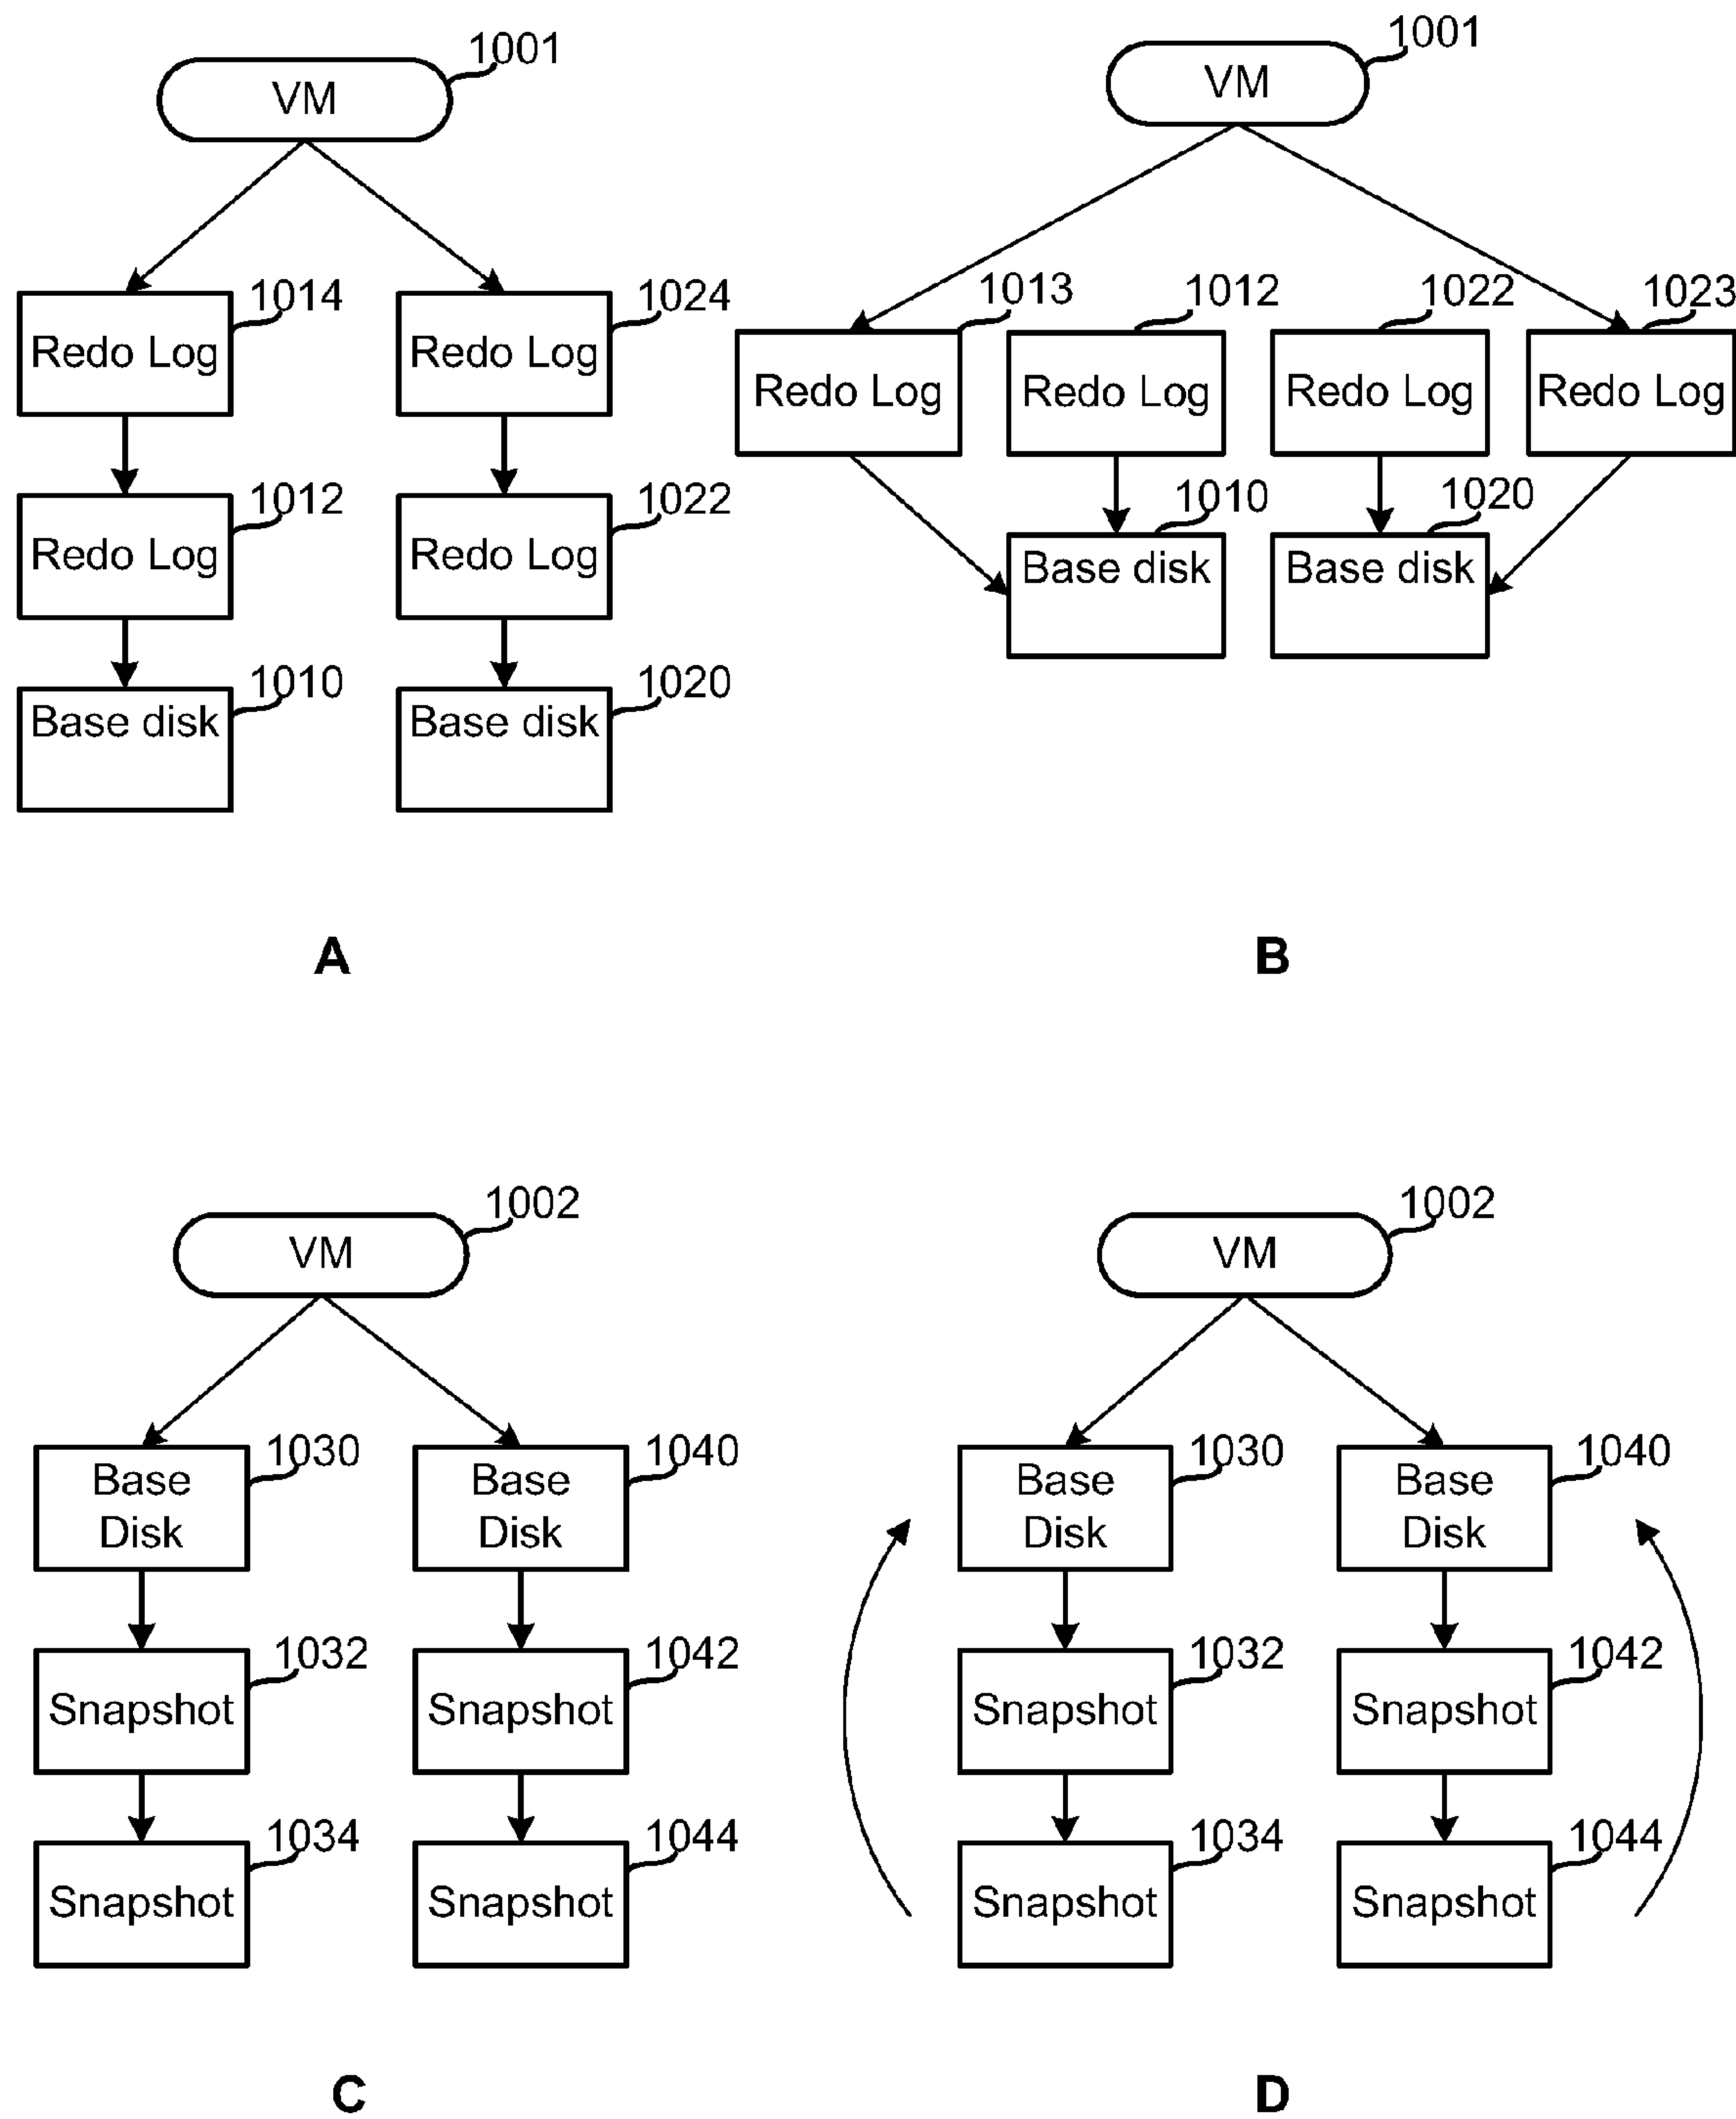 1001
VM
1014
Redo Log
1024
Redo Log
1012
Redo Log
1022
Redo Log
1010
Base disk
1020
Base disk
A
1001
VM
1013
Redo Log
1012
Redo Log
1022
Redo Log
1023
Redo Log
1010
Base disk
1020
Base disk
B
1002
VM
1030
Base
Disk
1040
Base
Disk
1032
Snapshot
1042
Snapshot
1034
Snapshot
1044
Snapshot
C
1002
VM
1030
Base
Disk
1040
Base
Disk
1032
Snapshot
1042
Snapshot
1034
Snapshot
1044
Snapshot
D